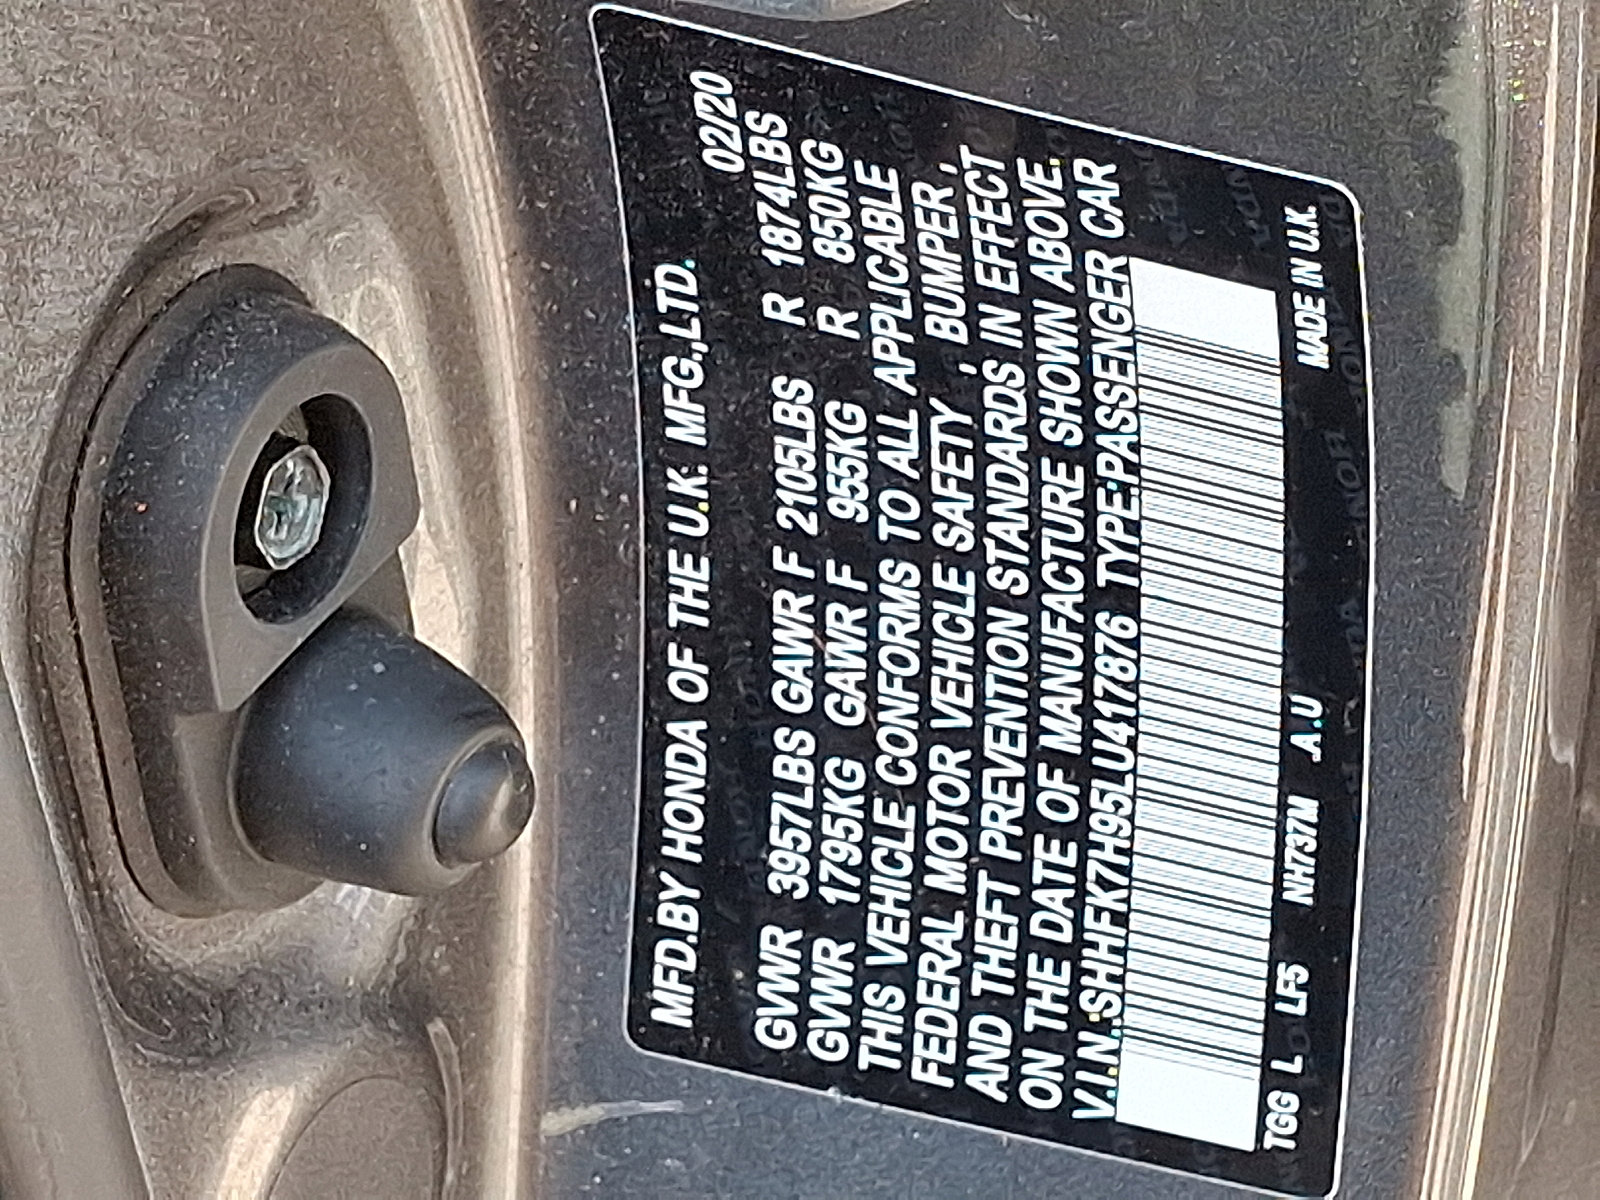 MFD.BY HONDA OF THE U.K. MFG.,LTD.
02/20
GVWR 3957LBS GAWR F 2105LBS R 1874LBS
GVWR 1795KG GAWR F 955KG R 850KG
THIS VEHICLE CONFORMS TO ALL APPLICABLE
FEDERAL MOTOR VEHICLE SAFETY , BUMPER ,
AND THEFT PREVENTION STANDARDS IN EFFECT
ON THE DATE OF MANUFACTURE SHOWN ABOVE.
V.I.N.SHHFK7H95LU417876 TYPE:PASSENGER CAR
TGG L LF5 NH737M A.U MADE IN U.K.